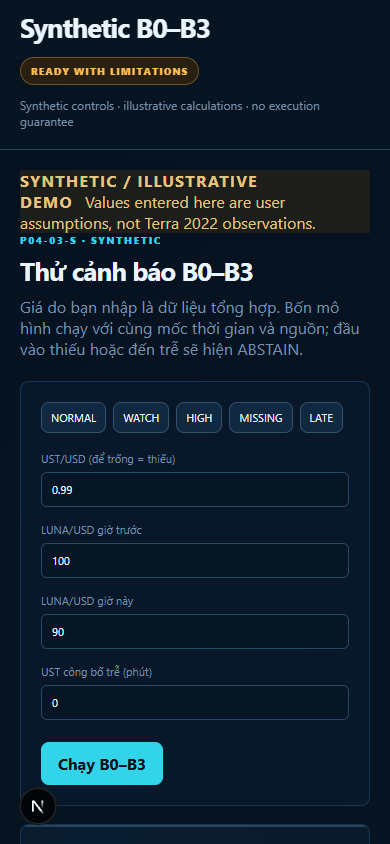 Synthetic B0–B3
READY WITH LIMITATIONS
Synthetic controls · illustrative calculations · no execution
guarantee
SYNTHETIC / ILLUSTRATIVE
DEMO Values entered here are user
assumptions, not Terra 2022 observations.
P04-03-S · SYNTHETIC
Thử cảnh báo B0–B3
Giá do bạn nhập là dữ liệu tổng hợp. Bốn mô
hình chạy với cùng mốc thời gian và nguồn; đầu
vào thiếu hoặc đến trễ sẽ hiện ABSTAIN.
NORMAL WATCH HIGH MISSING LATE
UST/USD (để trống = thiếu)
0.99
LUNA/USD giờ trước
100
LUNA/USD giờ này
90
UST công bố trễ (phút)
0
Chạy B0–B3
N